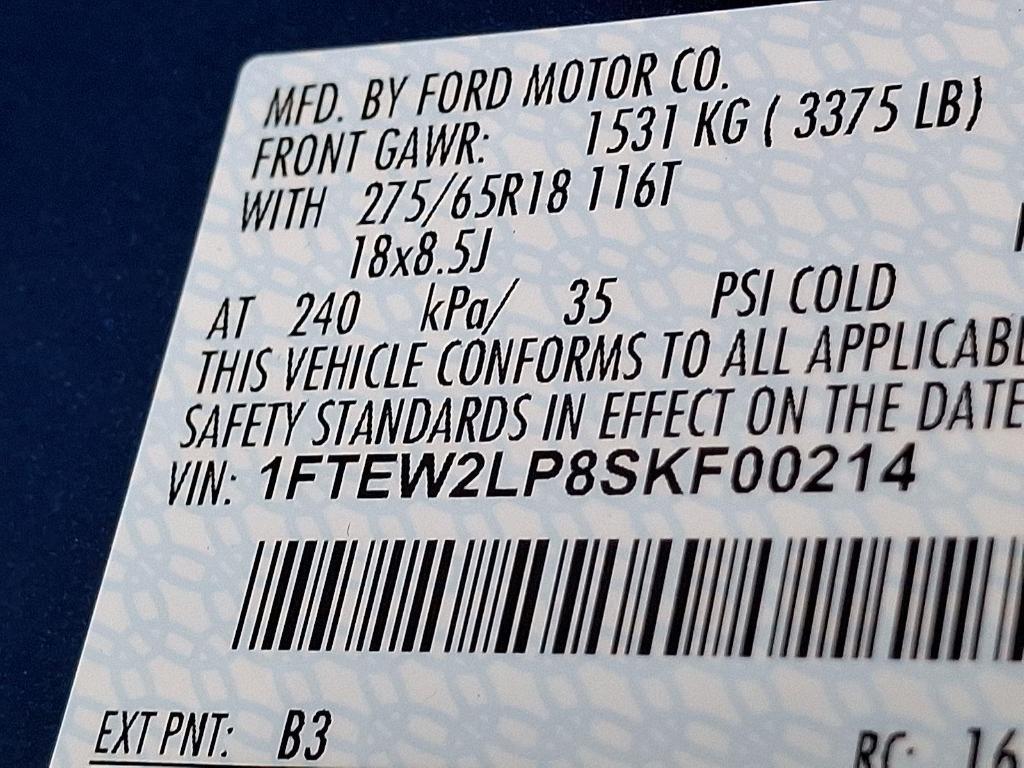 MFD. BY FORD MOTOR CO.
FRONT GAWR: 1531 KG ( 3375 LB)
WITH 275/65R18 116T
18x8.5J
AT 240 kPa/ 35 PSI COLD
THIS VEHICLE CONFORMS TO ALL
SAFETY STANDARDS IN EFFECT ON THE DATE
VIN: 1FTEW2LP8SKF00214
EXT PNT: B3
RC: 16